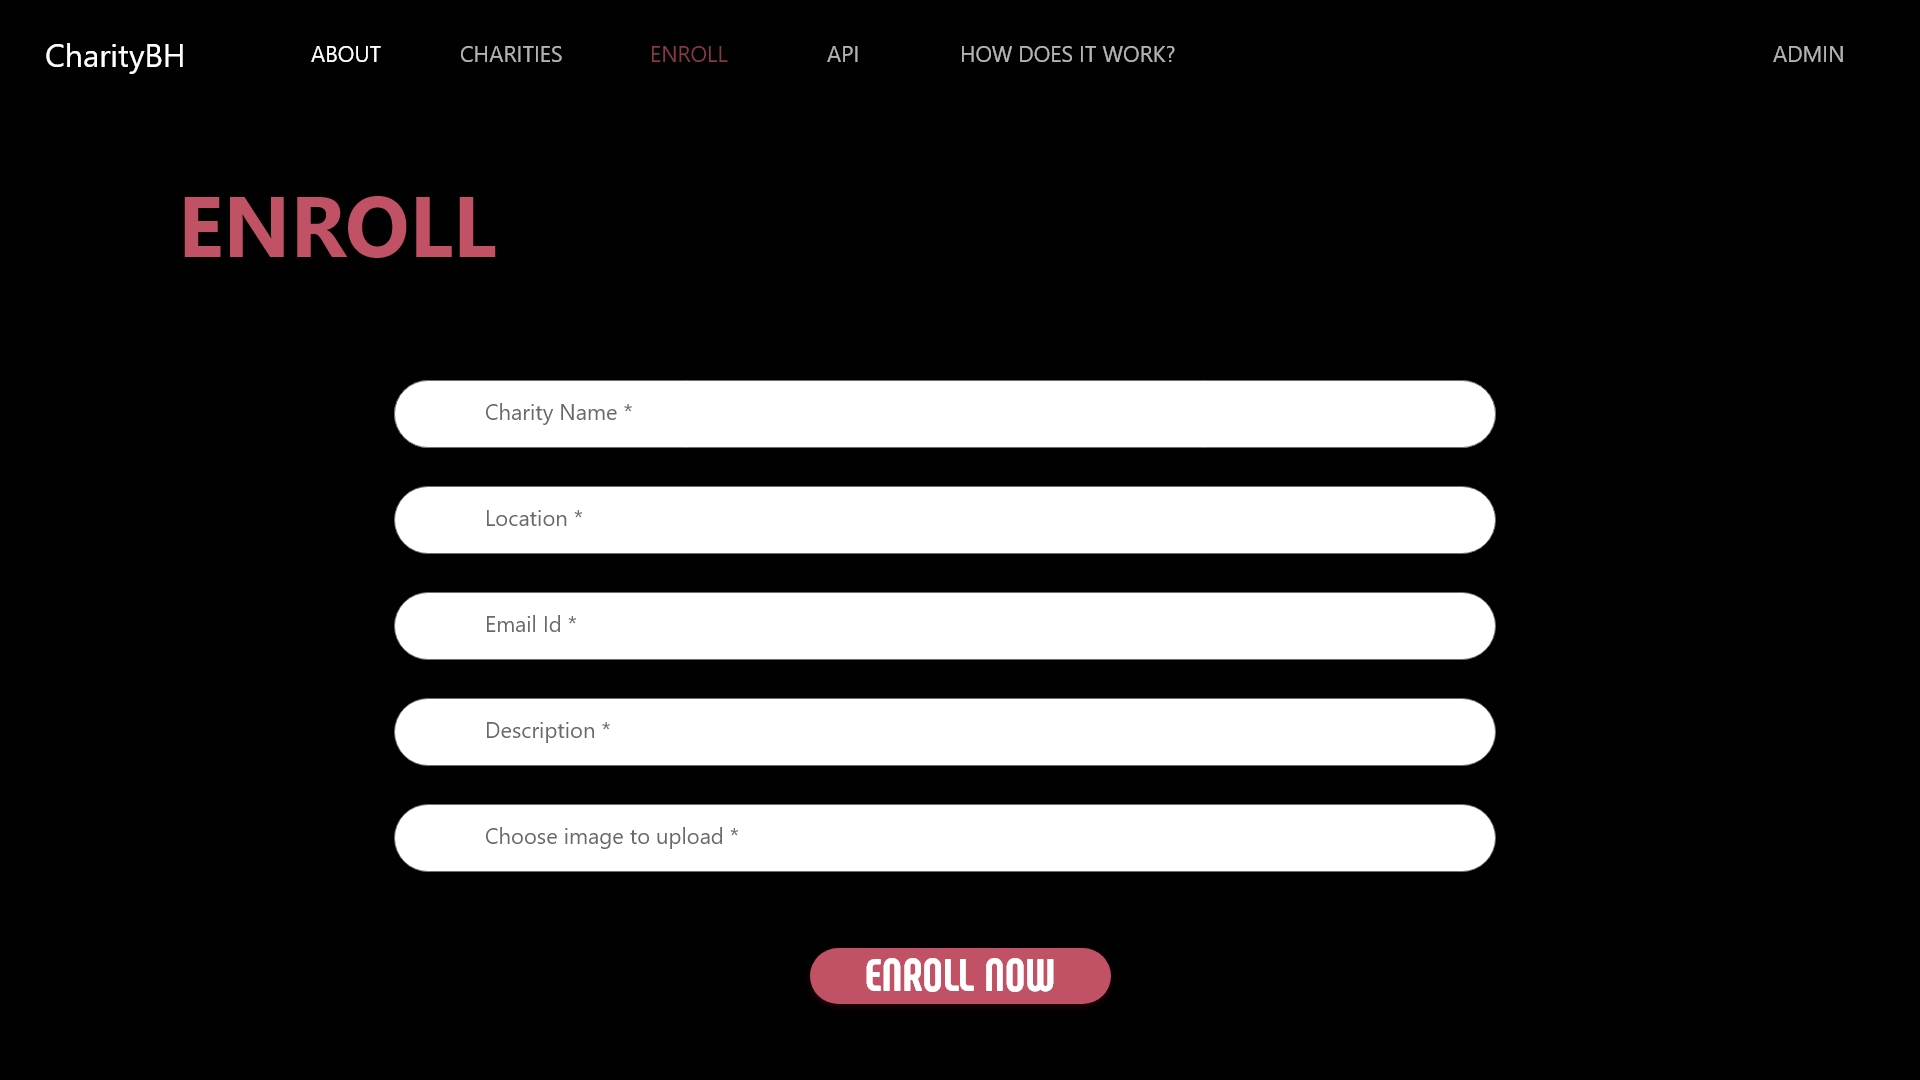 CharityBH ABOUT CHARITIES ENROLL API HOW DOES IT WORK? ADMIN
ENROLL
Charity Name *
Location *
Email Id *
Description *
Choose image to upload *
ENROLL NOW